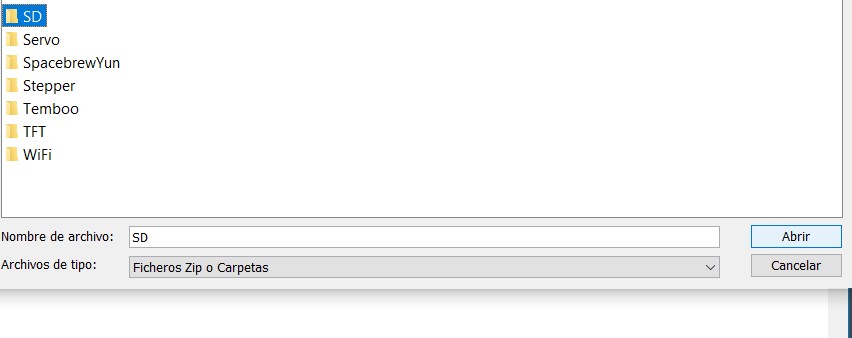 SD
Servo
SpacebrewYun
Stepper
Temboo
TFT
WiFi
Nombre de archivo: SD Abrir
Archivos de tipo: Ficheros Zip o Carpetas Cancelar